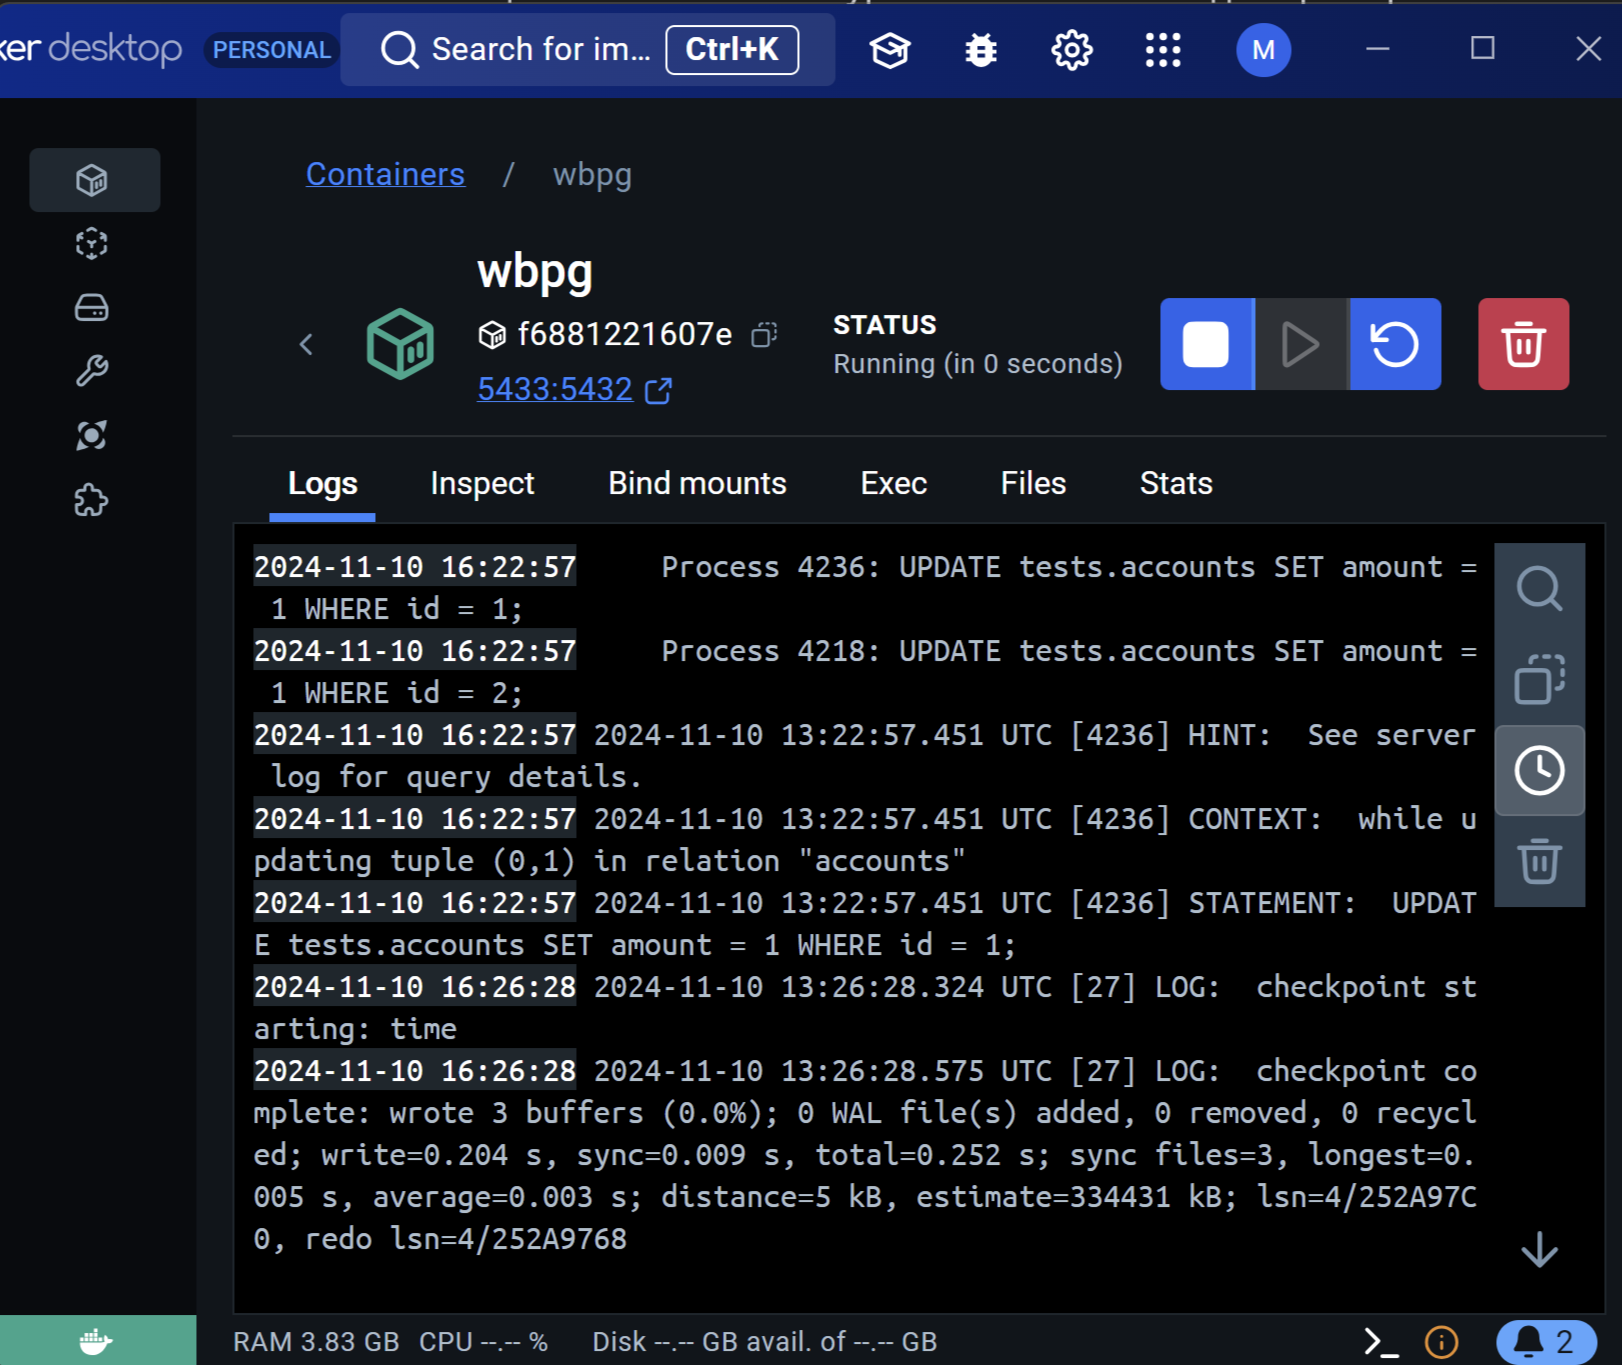 ker desktop PERSONAL Search for im... Ctrl+K M
Containers / wbpg
wbpg
f6881221607e
5433:5432
STATUS
Running (in 0 seconds)
Logs Inspect Bind mounts Exec Files Stats
2024-11-10 16:22:57 Process 4236: UPDATE tests.accounts SET amount =
1 WHERE id = 1;
2024-11-10 16:22:57 Process 4218: UPDATE tests.accounts SET amount =
1 WHERE id = 2;
2024-11-10 16:22:57 2024-11-10 13:22:57.451 UTC [4236] HINT:  See server
log for query details.
2024-11-10 16:22:57 2024-11-10 13:22:57.451 UTC [4236] CONTEXT:  while u
pdating tuple (0,1) in relation "accounts"
2024-11-10 16:22:57 2024-11-10 13:22:57.451 UTC [4236] STATEMENT:  UPDAT
E tests.accounts SET amount = 1 WHERE id = 1;
2024-11-10 16:26:28 2024-11-10 13:26:28.324 UTC [27] LOG:  checkpoint st
arting: time
2024-11-10 16:26:28 2024-11-10 13:26:28.575 UTC [27] LOG:  checkpoint co
mplete: wrote 3 buffers (0.0%); 0 WAL file(s) added, 0 removed, 0 recycl
ed; write=0.204 s, sync=0.009 s, total=0.252 s; sync files=3, longest=0.
005 s, average=0.003 s; distance=5 kB, estimate=334431 kB; lsn=4/252A97C
0, redo lsn=4/252A9768
RAM 3.83 GB CPU --.-- % Disk --.-- GB avail. of --.-- GB 2